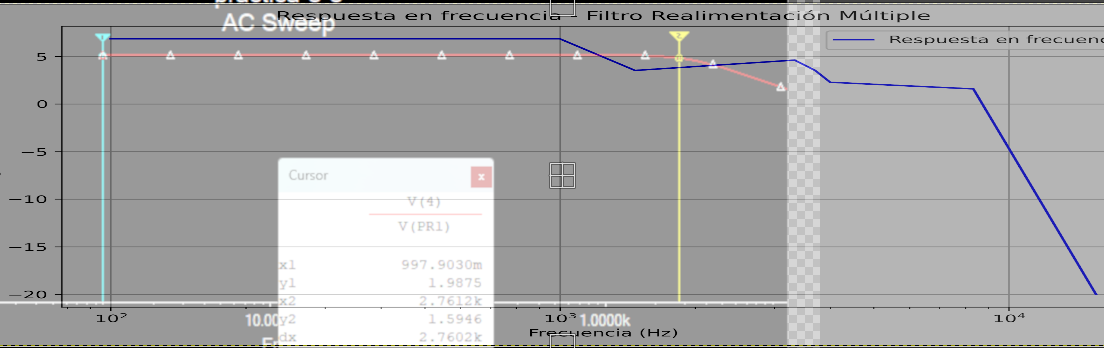 AC Sweep
Respuesta en frecuencia - Filtro Realimentación Múltiple
1
2
Respuesta en frecuenc
5
0
−5
−10
−15
−20
Cursor
x
V(4)
V(PR1)
x1 997.9030m
y1 1.9875
x2 2.7612k
y2 1.5946
dx 2.7602k
10² 10.00 10³ 1.0000k 10⁴
Frecuencia (Hz)